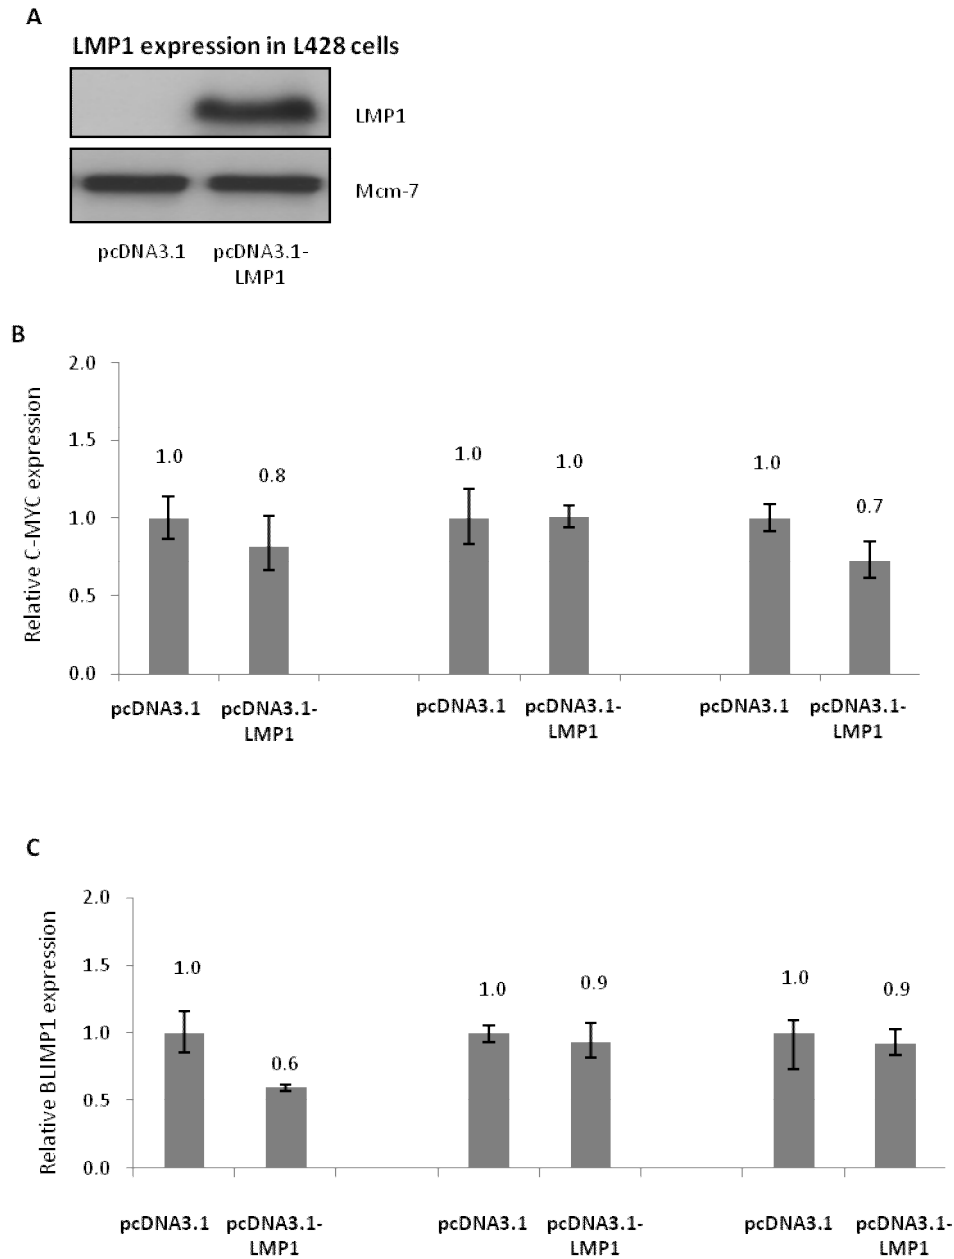 A
LMP1 expression in L428 cells
LMP1
Mcm-7
pcDNA3.1 pcDNA3.1-
LMP1
B
Relative C-MYC expression
2.0
1.5
1.0
0.5
0.0
1.0 0.8 1.0 1.0 1.0 0.7
pcDNA3.1 pcDNA3.1- pcDNA3.1 pcDNA3.1- pcDNA3.1 pcDNA3.1-
LMP1 LMP1 LMP1
C
Relative BLIMP1 expression
2.0
1.5
1.0
0.5
0.0
1.0 0.6 1.0 0.9 1.0 0.9
pcDNA3.1 pcDNA3.1- pcDNA3.1 pcDNA3.1- pcDNA3.1 pcDNA3.1-
LMP1 LMP1 LMP1